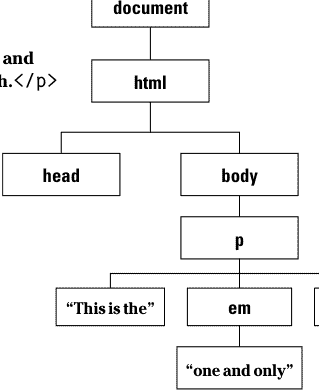 document
and
h.</p>
html
head
body
p
“This is the”
em
“one and only”